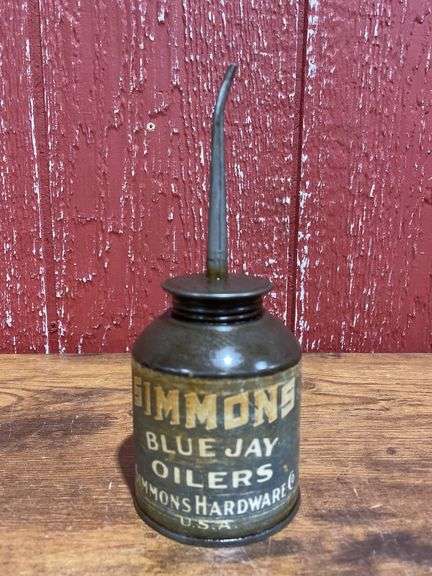 SIMMONS
BLUE JAY
OILERS
SIMMONS HARDWARE Co.
U.S.A.